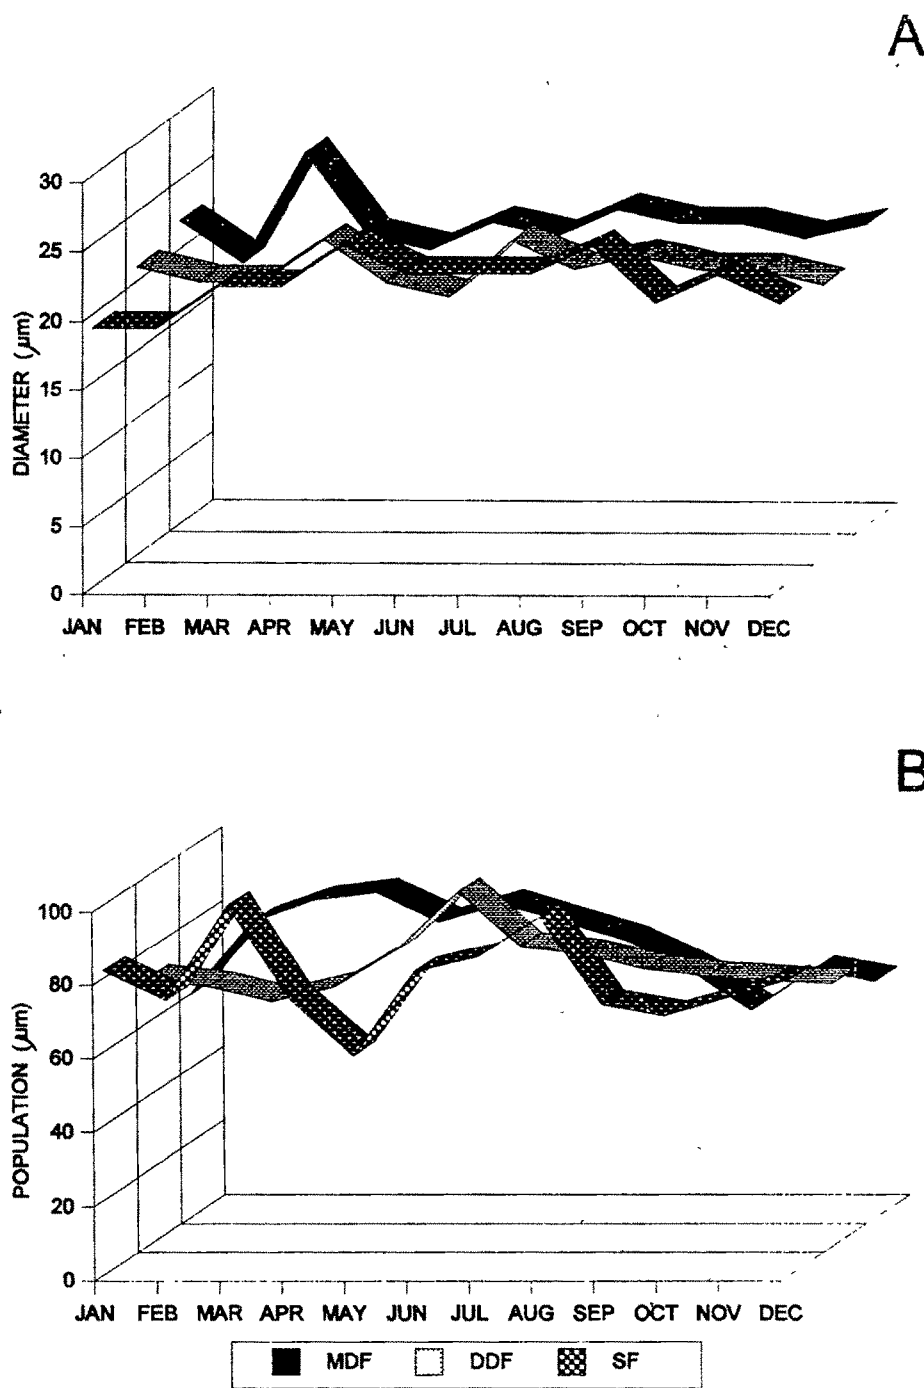 A
30
25
20
15
10
5
0
DIAMETER (μm)
JAN FEB MAR APR MAY JUN JUL AUG SEP OCT NOV DEC
B
100
80
60
40
20
0
POPULATION (μm)
JAN FEB MAR APR MAY JUN JUL AUG SEP OCT NOV DEC
MDF DDF SF